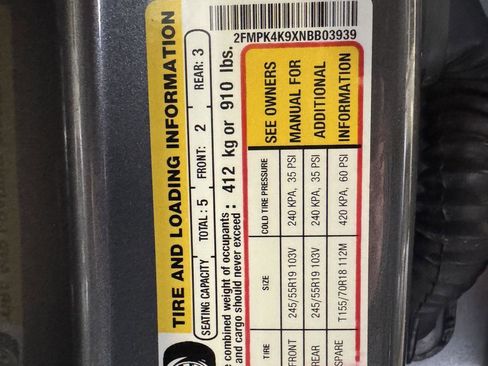 2FMPK4K9XNBB03939
TIRE AND LOADING INFORMATION
SEATING CAPACITY TOTAL: 5 FRONT: 2 REAR: 3
combined weight of occupants
and cargo should never exceed: 412 kg or 910 lbs.
TIRE SIZE COLD TIRE PRESSURE SEE OWNERS
FRONT 245/55R19 103V 240 KPA, 35 PSI MANUAL FOR
REAR 245/55R19 103V 240 KPA, 35 PSI ADDITIONAL
SPARE T155/70R18 112M 420 KPA, 60 PSI INFORMATION